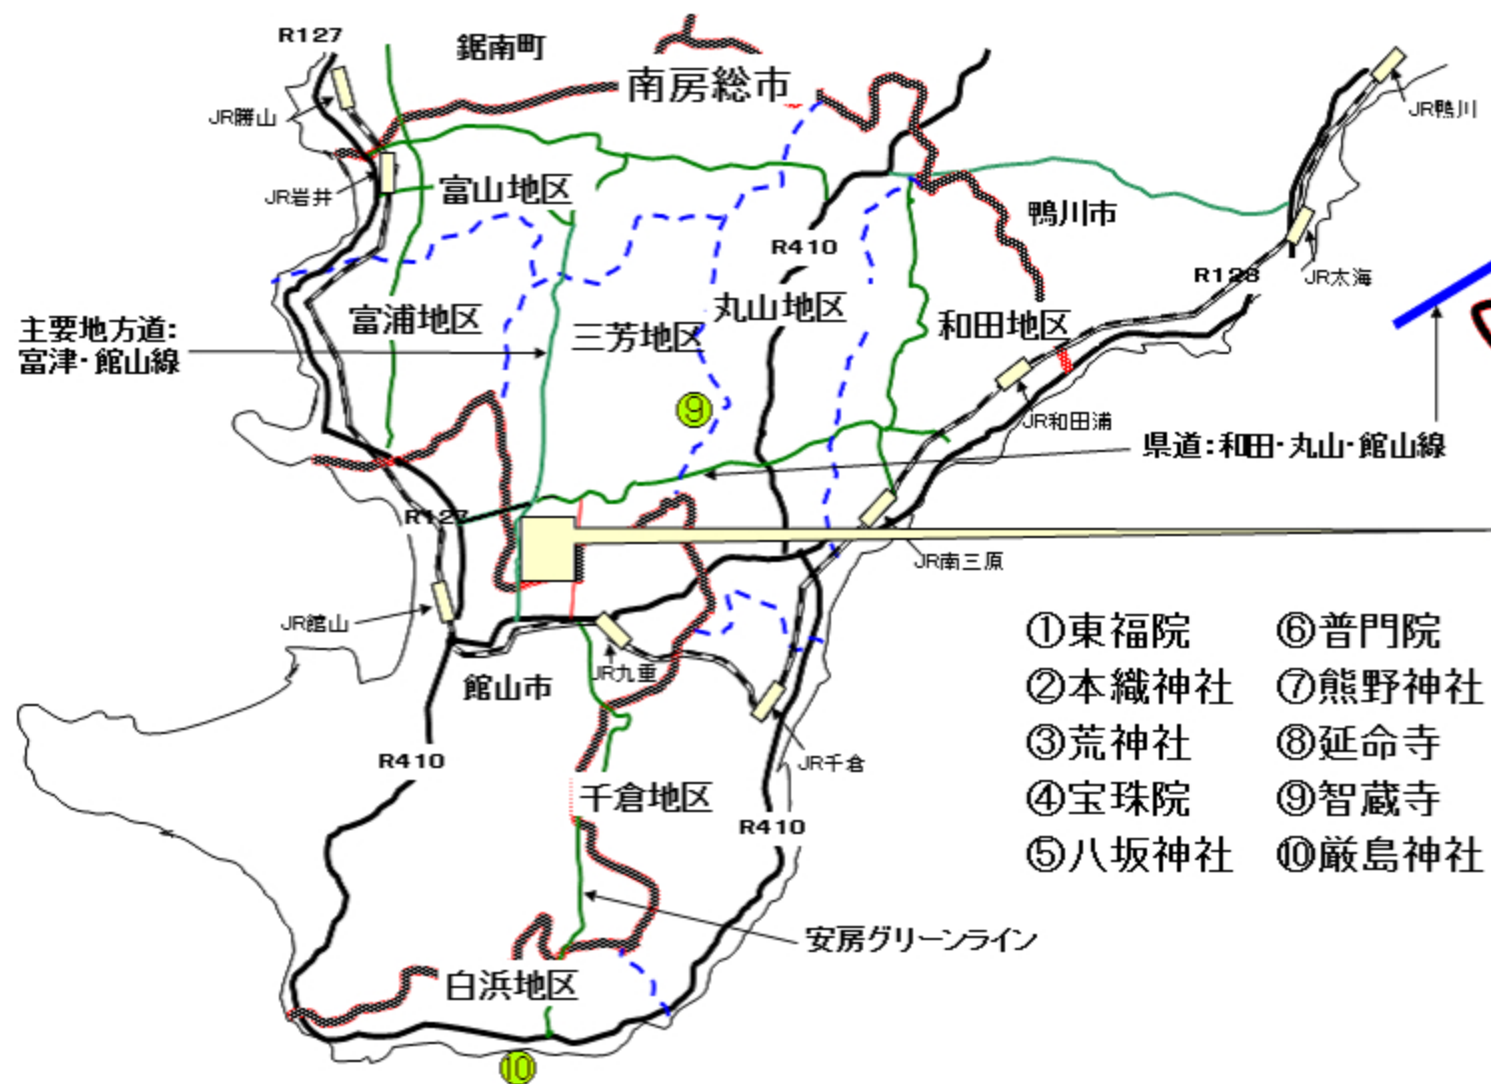 R127
鋸南町
南房総市
JR勝山
JR鴨川
JR岩井
富山地区
鴨川市
R410
R128
JR太海
富浦地区
三芳地区
丸山地区
和田地区
主要地方道:
富津・館山線
⑨
JR和田浦
県道:和田・丸山・館山線
R127
JR南三原
JR館山
JR九重
館山市
①東福院
⑥普門院
②本織神社
⑦熊野神社
③荒神社
⑧延命寺
④宝珠院
⑨智蔵寺
⑤八坂神社
⑩厳島神社
R410
JR千倉
千倉地区
R410
安房グリーンライン
白浜地区
⑩